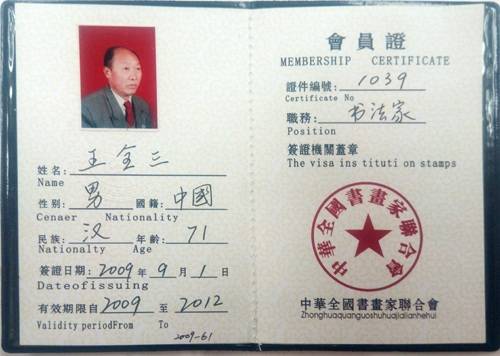 姓名: 王全三
Name
性别: 男 國籍: 中國
Cenaer Nationality
民族: 汉 年齡: 71
Nationalty Age
簽證日期: 2009 年 9 月 1 日
Dateofissuing
有效期限自 2009 至 2012
Validity periodFrom To
2009-61
會員證
MEMBERSHIP CERTIFICATE
證件編號: 1039
Certificate No
職務: 书法家
Position
簽證機關蓋章
The visa ins tituti on stamps
中華全國書畫家聯合會
中華全國書畫家聯合會
Zhonghuaquanguoshuhuajialianhehui